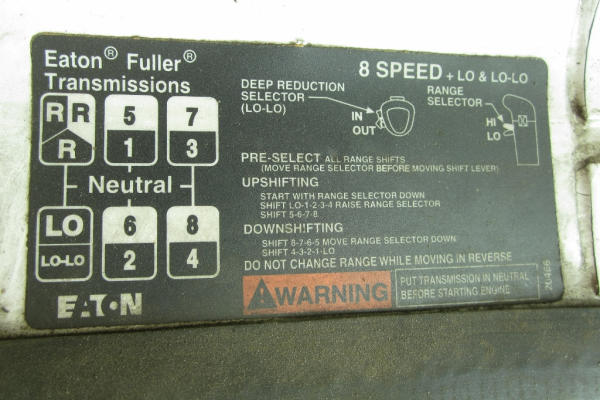 Eaton® Fuller®
Transmissions
8 SPEED + LO & LO-LO
DEEP REDUCTION
SELECTOR
(LO-LO)
IN
OUT
RANGE
SELECTOR
HI
LO
R R 5 7
R 1 3
Neutral
LO 6 8
LO-LO 2 4
EATON
PRE-SELECT ALL RANGE SHIFTS
(MOVE RANGE SELECTOR BEFORE MOVING SHIFT LEVER)
UPSHIFTING
START WITH RANGE SELECTOR DOWN
SHIFT LO-1-2-3-4 RAISE RANGE SELECTOR
SHIFT 5-6-7-8
DOWNSHIFTING
SHIFT 8-7-6-5 MOVE RANGE SELECTOR DOWN
SHIFT 4-3-2-1-LO
DO NOT CHANGE RANGE WHILE MOVING IN REVERSE
WARNING
PUT TRANSMISSION IN NEUTRAL
BEFORE STARTING ENGINE